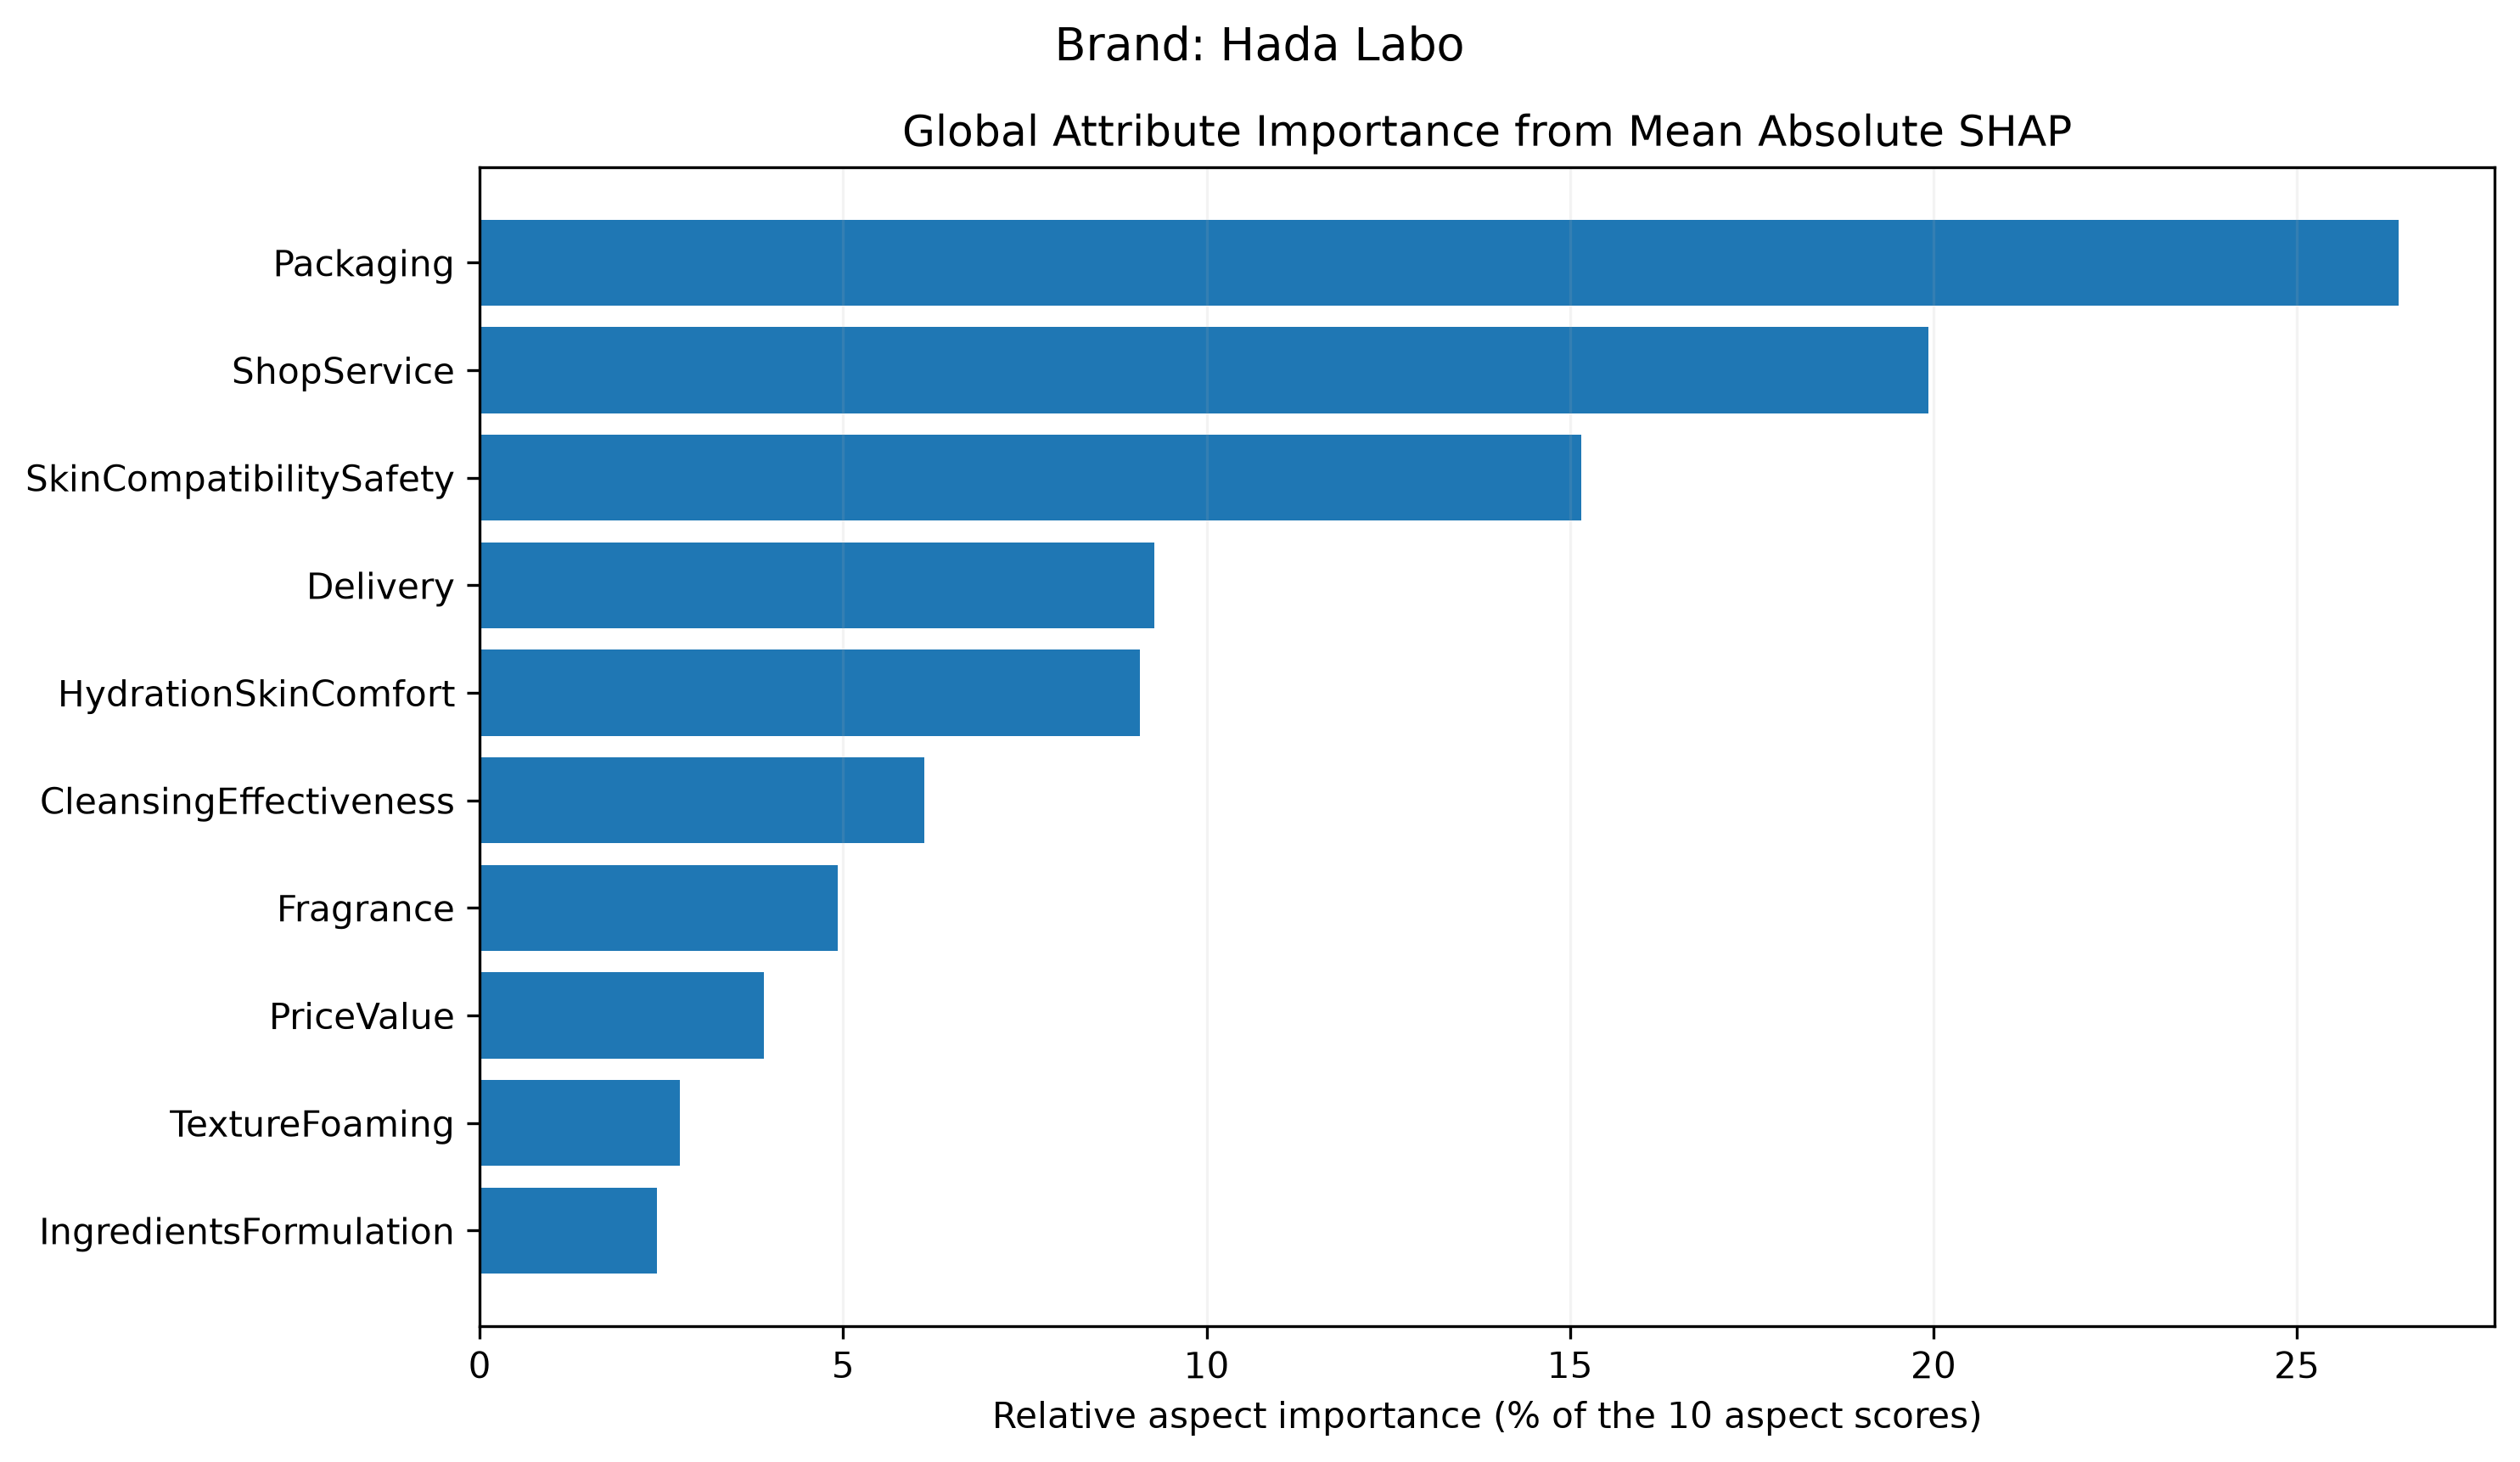 Brand: Hada Labo
Global Attribute Importance from Mean Absolute SHAP
Packaging
ShopService
SkinCompatibilitySafety
Delivery
HydrationSkinComfort
CleansingEffectiveness
Fragrance
PriceValue
TextureFoaming
IngredientsFormulation
0 5 10 15 20 25
Relative aspect importance (% of the 10 aspect scores)